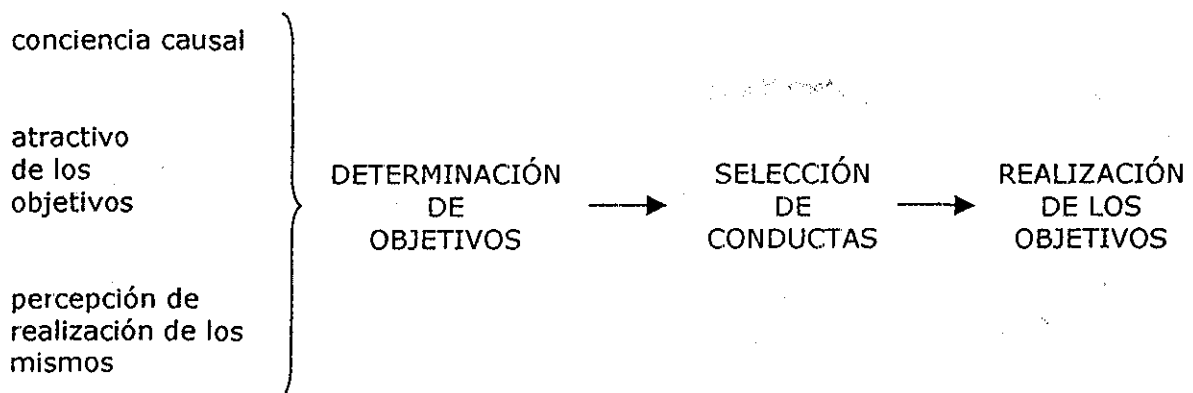 conciencia causal
atractivo
de los
objetivos
percepción de
realización de los
mismos
DETERMINACIÓN
DE
OBJETIVOS
SELECCIÓN
DE
CONDUCTAS
REALIZACIÓN
DE LOS
OBJETIVOS